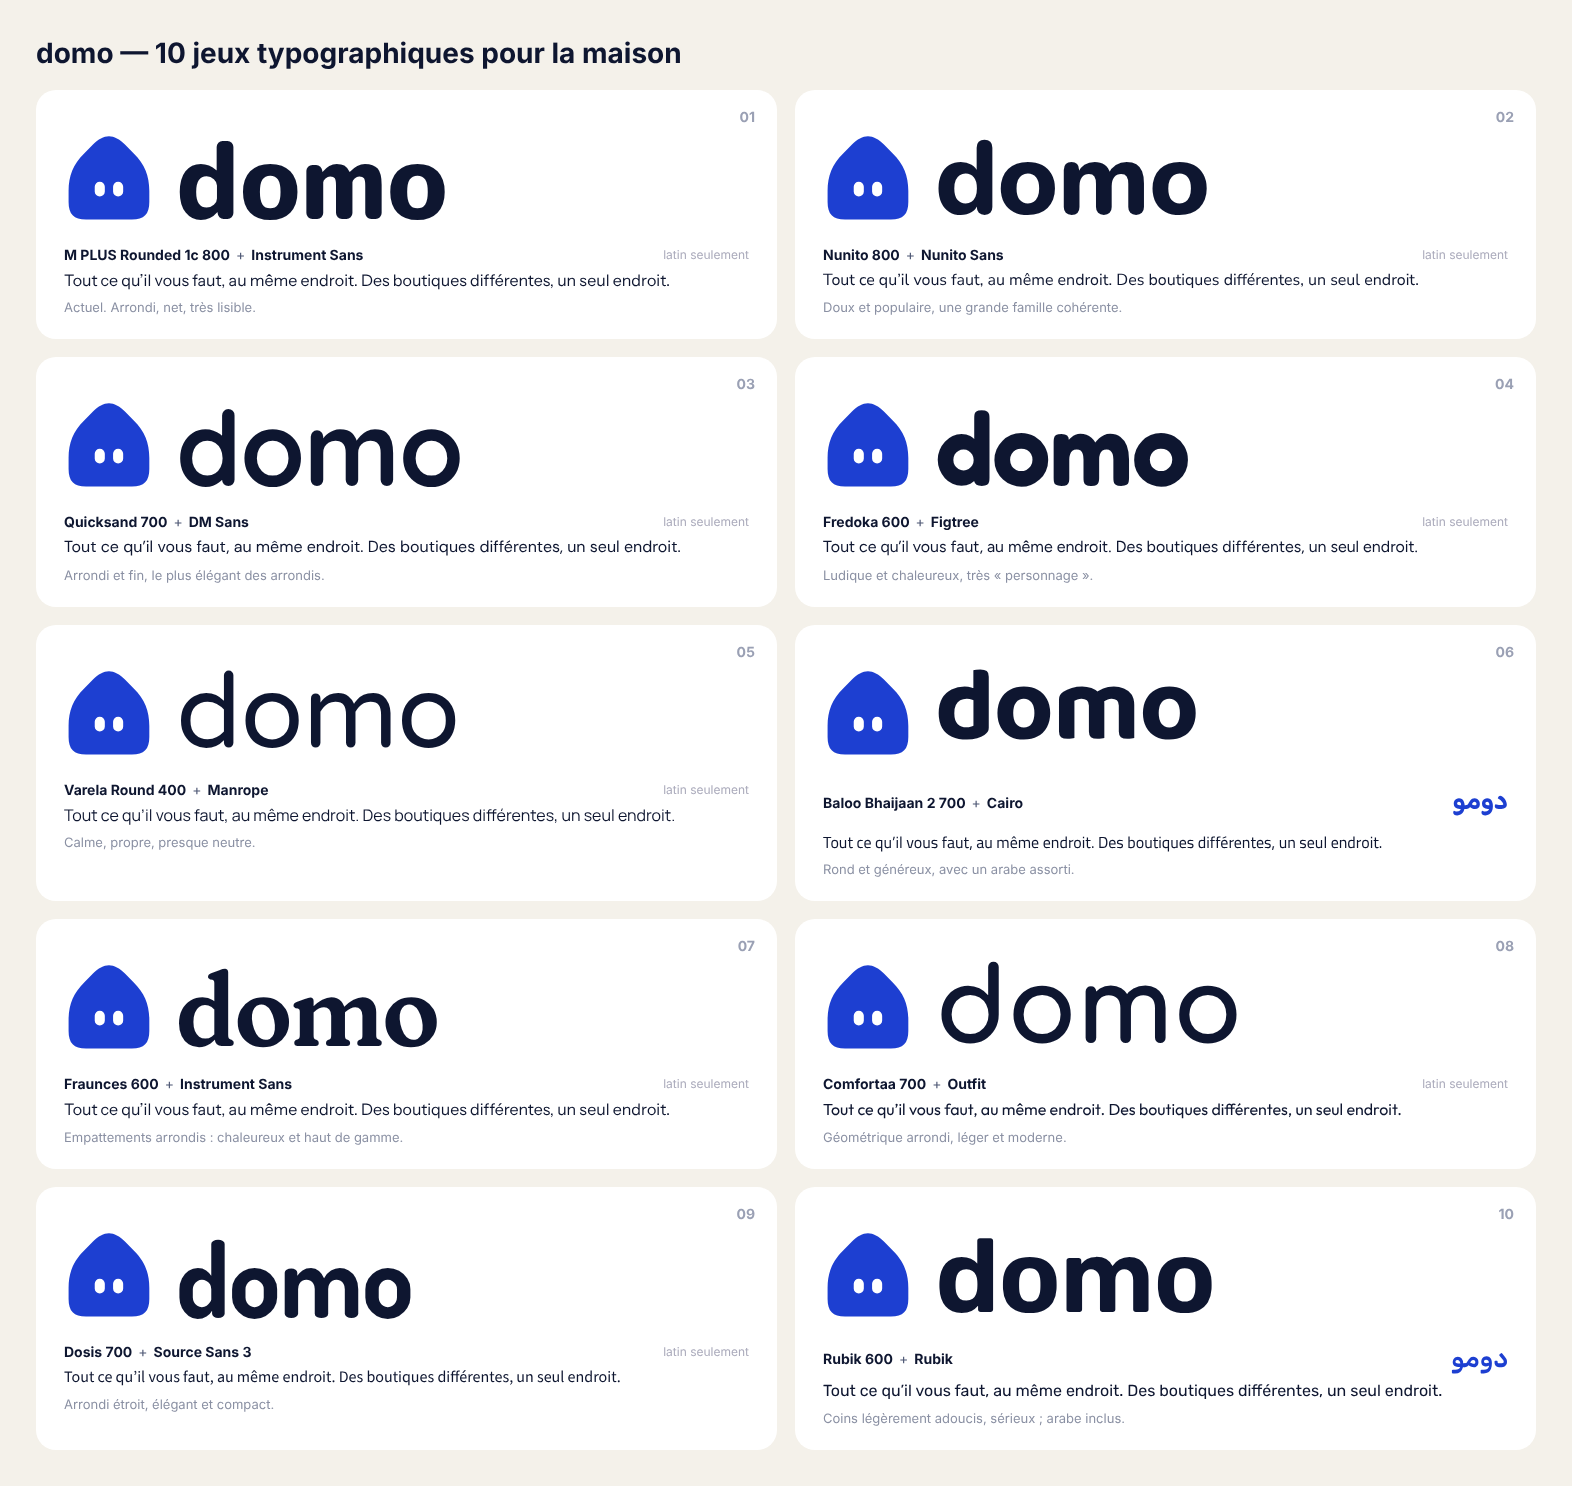 domo — 10 jeux typographiques pour la maison
01
domo
M PLUS Rounded 1c 800 + Instrument Sans
latin seulement
Tout ce qu’il vous faut, au même endroit. Des boutiques différentes, un seul endroit.
Actuel. Arrondi, net, très lisible.
02
domo
Nunito 800 + Nunito Sans
latin seulement
Tout ce qu’il vous faut, au même endroit. Des boutiques différentes, un seul endroit.
Doux et populaire, une grande famille cohérente.
03
domo
Quicksand 700 + DM Sans
latin seulement
Tout ce qu’il vous faut, au même endroit. Des boutiques différentes, un seul endroit.
Arrondi et fin, le plus élégant des arrondis.
04
domo
Fredoka 600 + Figtree
latin seulement
Tout ce qu’il vous faut, au même endroit. Des boutiques différentes, un seul endroit.
Ludique et chaleureux, très « personnage ».
05
domo
Varela Round 400 + Manrope
latin seulement
Tout ce qu’il vous faut, au même endroit. Des boutiques différentes, un seul endroit.
Calme, propre, presque neutre.
06
domo
Baloo Bhaijaan 2 700 + Cairo
دومو
Tout ce qu’il vous faut, au même endroit. Des boutiques différentes, un seul endroit.
Rond et généreux, avec un arabe assorti.
07
domo
Fraunces 600 + Instrument Sans
latin seulement
Tout ce qu’il vous faut, au même endroit. Des boutiques différentes, un seul endroit.
Empattements arrondis : chaleureux et haut de gamme.
08
domo
Comfortaa 700 + Outfit
latin seulement
Tout ce qu’il vous faut, au même endroit. Des boutiques différentes, un seul endroit.
Géométrique arrondi, léger et moderne.
09
domo
Dosis 700 + Source Sans 3
latin seulement
Tout ce qu’il vous faut, au même endroit. Des boutiques différentes, un seul endroit.
Arrondi étroit, élégant et compact.
10
domo
Rubik 600 + Rubik
دومو
Tout ce qu’il vous faut, au même endroit. Des boutiques différentes, un seul endroit.
Coins légèrement adoucis, sérieux ; arabe inclus.